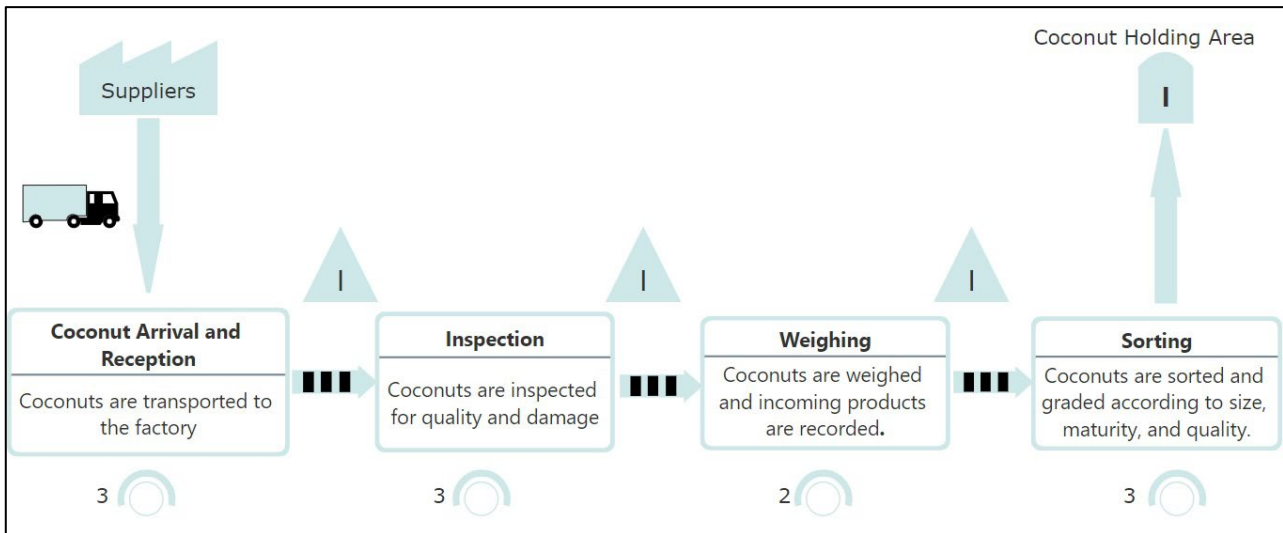 Suppliers
Coconut Holding Area
I
I
I
I
Coconut Arrival and
Reception
Coconuts are transported to
the factory
3
Inspection
Coconuts are inspected
for quality and damage
3
Weighing
Coconuts are weighed
and incoming products
are recorded.
2
Sorting
Coconuts are sorted and
graded according to size,
maturity, and quality.
3